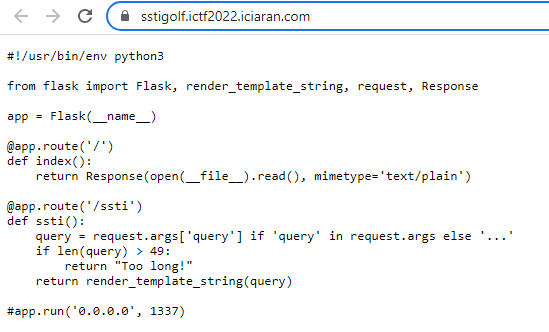 sstigolf.ictf2022.iciaran.com
#!/usr/bin/env python3
from flask import Flask, render_template_string, request, Response
app = Flask(__name__)
@app.route('/')
def index():
    return Response(open(__file__).read(), mimetype='text/plain')
@app.route('/ssti')
def ssti():
    query = request.args['query'] if 'query' in request.args else '...'
    if len(query) > 49:
        return "Too long!"
    return render_template_string(query)
#app.run('0.0.0.0', 1337)